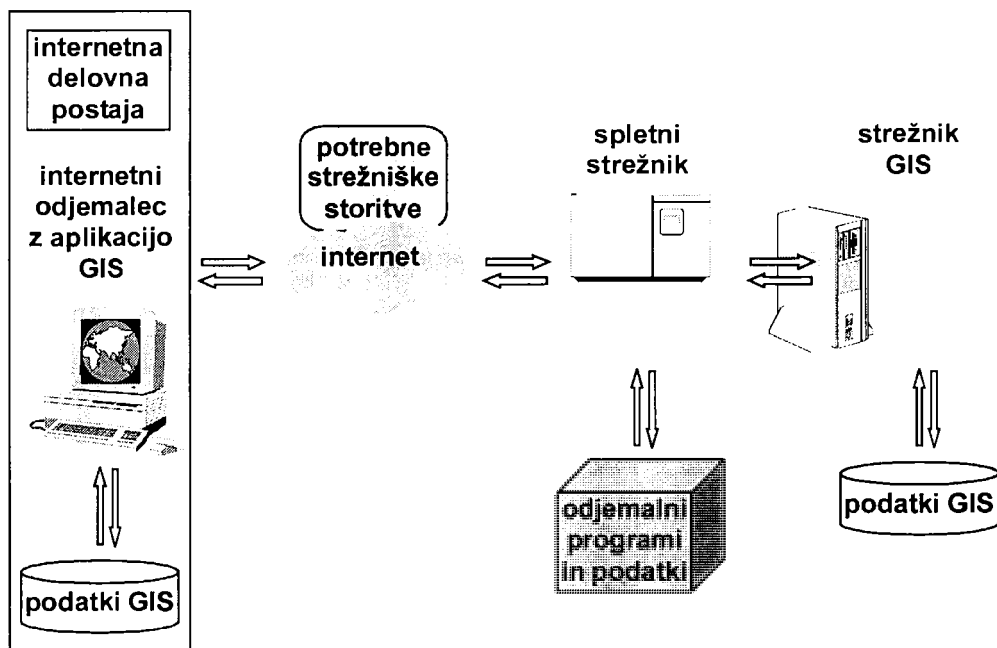 internetna
delovna
postaja
internetni
odjemalec
z aplikacijo
GIS
podatki GIS
potrebne
strežniške
storitve
internet
spletni
strežnik
odjemalni
programi
in podatki
strežnik
GIS
podatki GIS